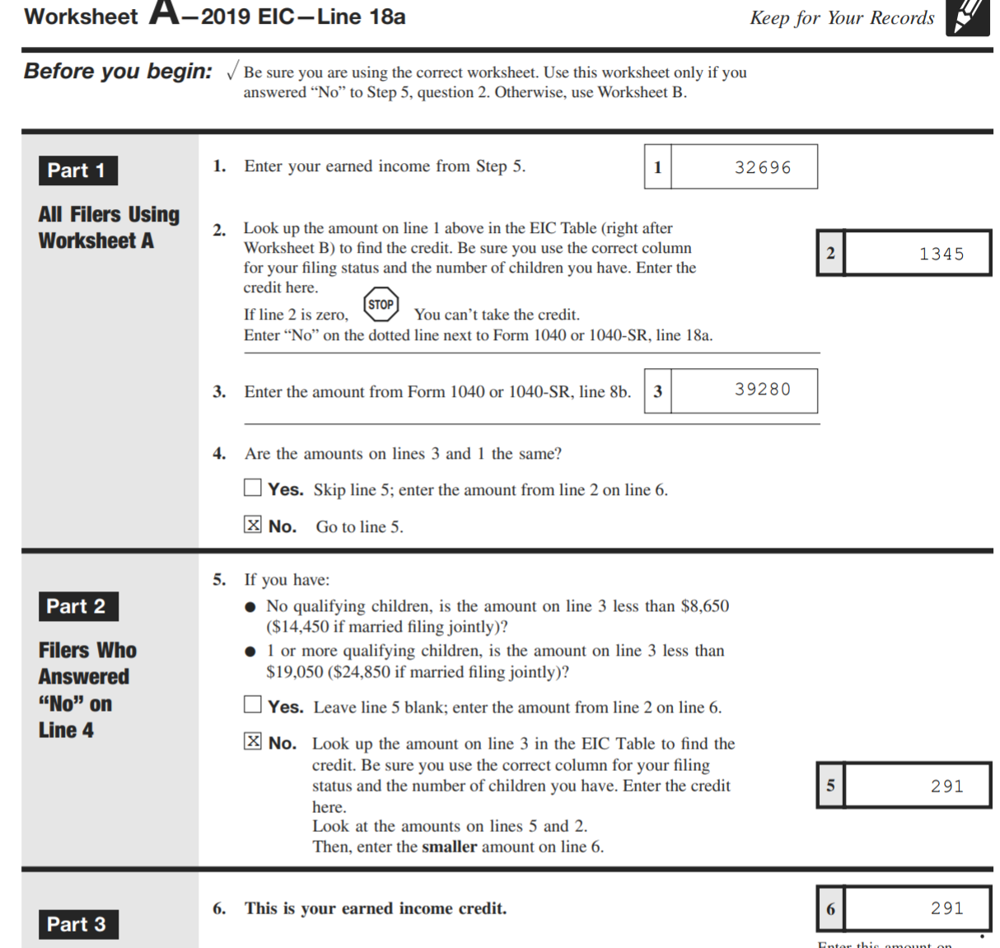 Worksheet A—2019 EIC—Line 18a
Keep for Your Records
Before you begin: √ Be sure you are using the correct worksheet. Use this worksheet only if you
answered “No” to Step 5, question 2. Otherwise, use Worksheet B.
Part 1
All Filers Using
Worksheet A
1. Enter your earned income from Step 5.
1 32696
2. Look up the amount on line 1 above in the EIC Table (right after
Worksheet B) to find the credit. Be sure you use the correct column
for your filing status and the number of children you have. Enter the
credit here.
2 1345
If line 2 is zero, STOP You can’t take the credit.
Enter “No” on the dotted line next to Form 1040 or 1040-SR, line 18a.
3. Enter the amount from Form 1040 or 1040-SR, line 8b.
3 39280
4. Are the amounts on lines 3 and 1 the same?
Yes. Skip line 5; enter the amount from line 2 on line 6.
X No. Go to line 5.
Part 2
Filers Who
Answered
“No” on
Line 4
5. If you have:
● No qualifying children, is the amount on line 3 less than $8,650
($14,450 if married filing jointly)?
● 1 or more qualifying children, is the amount on line 3 less than
$19,050 ($24,850 if married filing jointly)?
Yes. Leave line 5 blank; enter the amount from line 2 on line 6.
X No. Look up the amount on line 3 in the EIC Table to find the
credit. Be sure you use the correct column for your filing
status and the number of children you have. Enter the credit
here.
5 291
Look at the amounts on lines 5 and 2.
Then, enter the smaller amount on line 6.
Part 3
6. This is your earned income credit.
6 291
Enter this amount on